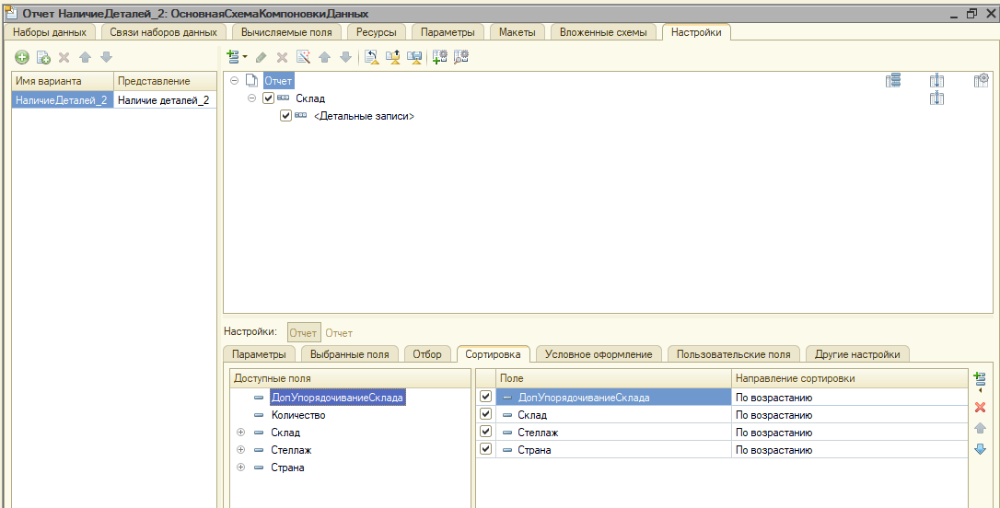 Отчет НаличиеДеталей_2: ОсновнаяСхемаКомпоновкиДанных
Наборы данных Связи наборов данных Вычисляемые поля Ресурсы Параметры Макеты Вложенные схемы Настройки
Имя варианта Представление
НаличиеДеталей_2 Наличие деталей_2
Отчет
Склад
<Детальные записи>
Настройки: Отчет Отчет
Параметры Выбранные поля Отбор Сортировка Условное оформление Пользовательские поля Другие настройки
Доступные поля
ДопУпорядочиваниеСклада
Количество
Склад
Стеллаж
Страна
Поле Направление сортировки
ДопУпорядочиваниеСклада По возрастанию
Склад По возрастанию
Стеллаж По возрастанию
Страна По возрастанию